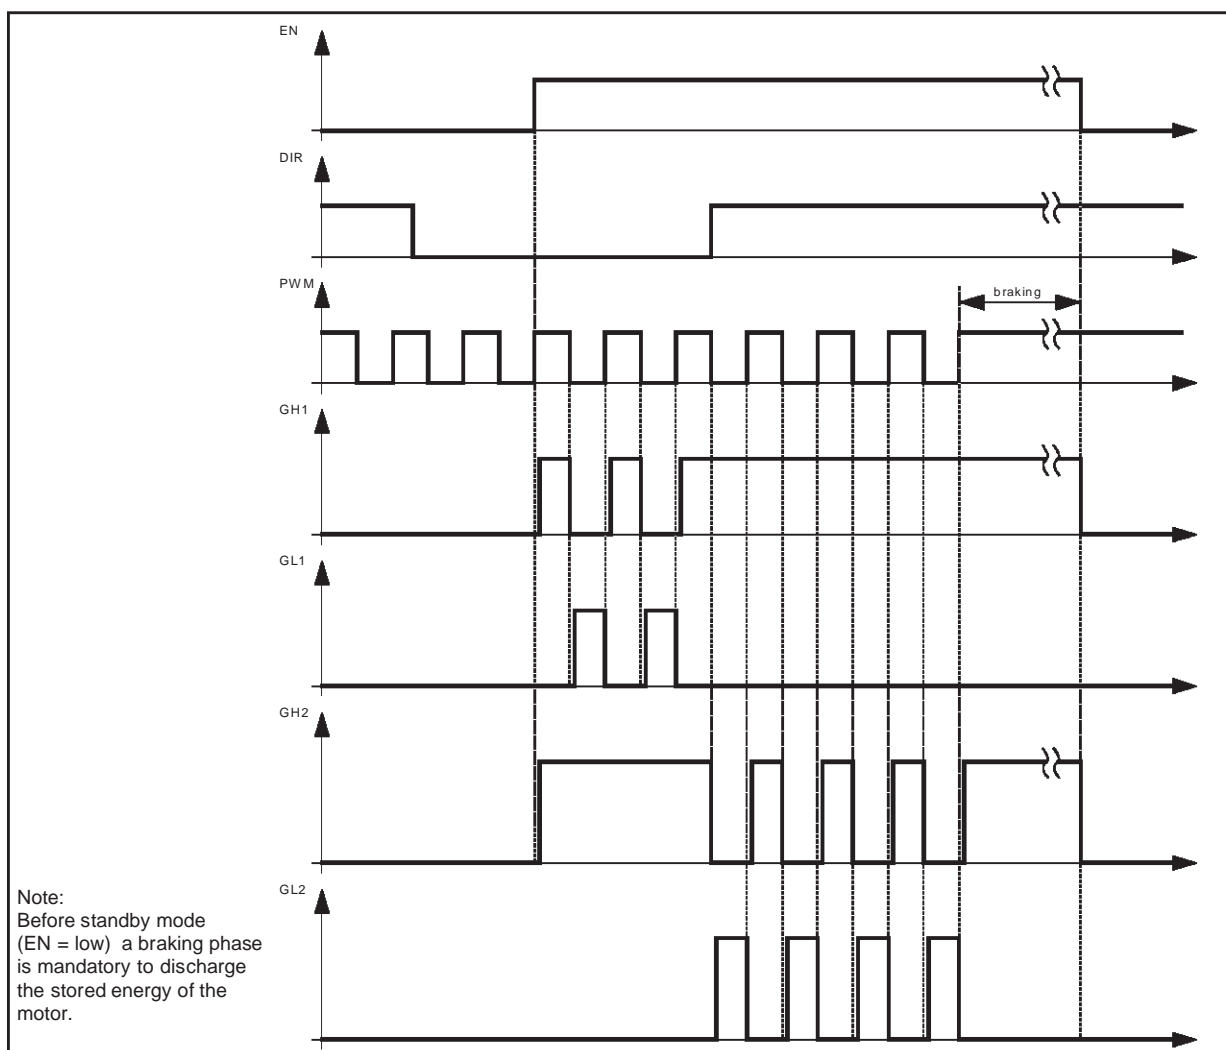 EN
DIR
PWM
braking
GH1
GL1
GH2
GL2
Note:
Before standby mode
(EN = low) a braking phase
is mandatory to discharge
the stored energy of the
motor.